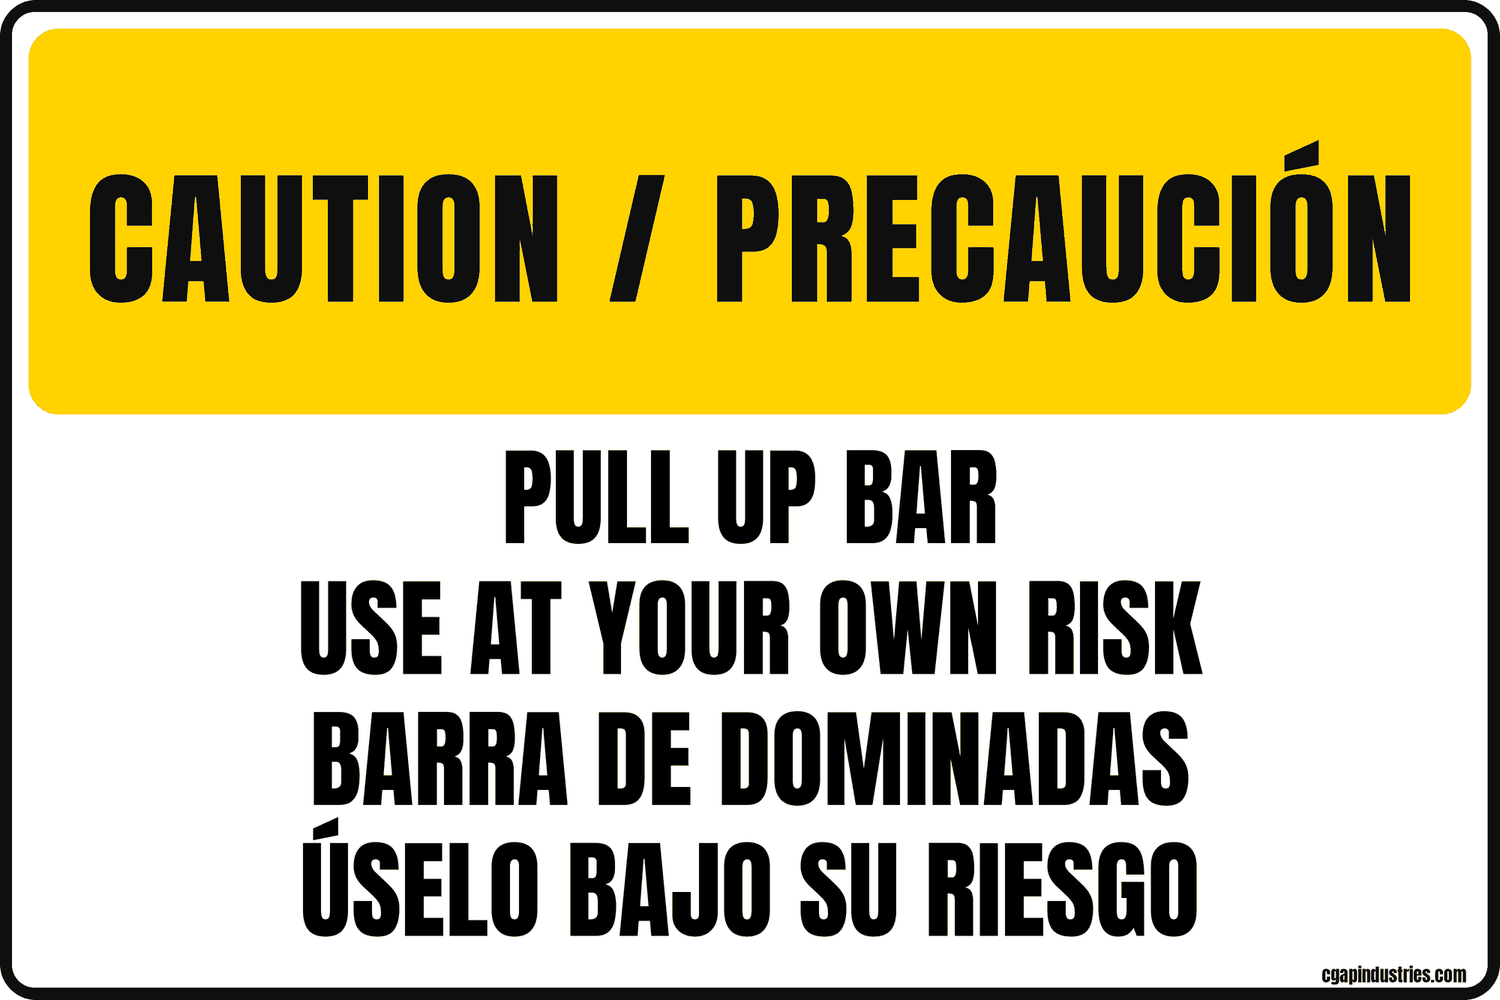 CAUTION / PRECAUCIÓN
PULL UP BAR
USE AT YOUR OWN RISK
BARRA DE DOMINADAS
ÚSELO BAJO SU RIESGO
cgapindustries.com